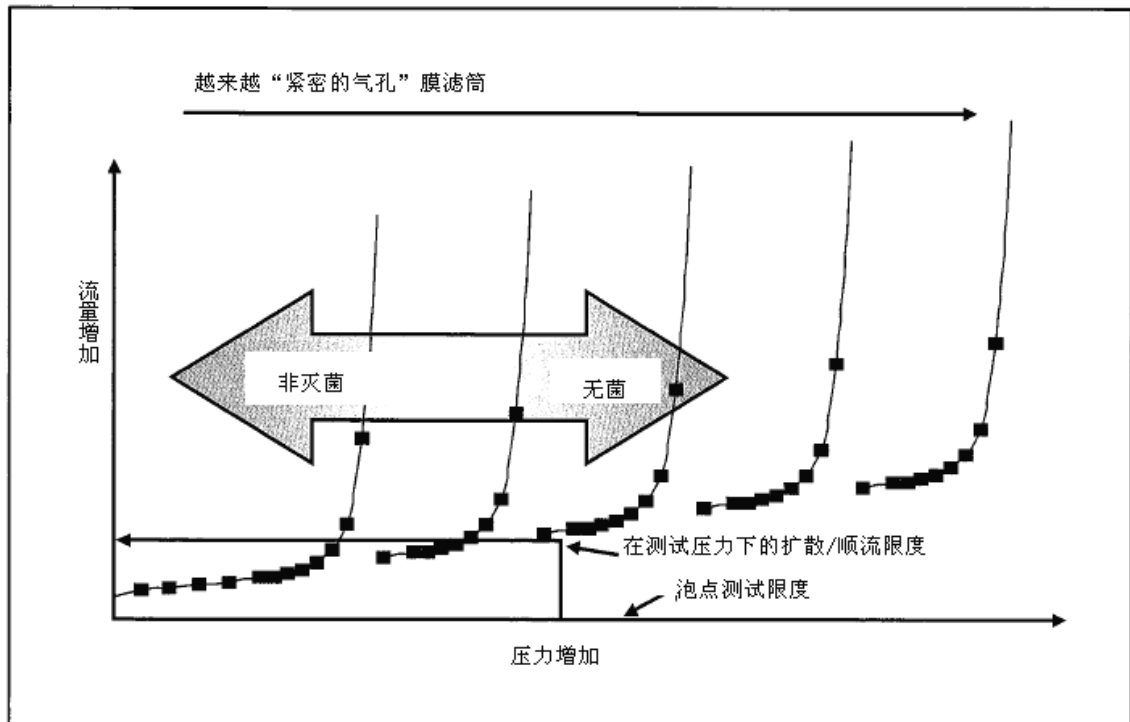 越来越“紧密的气孔”膜滤筒
流量增加
非灭菌
无菌
在测试压力下的扩散/顺流限度
泡点测试限度
压力增加